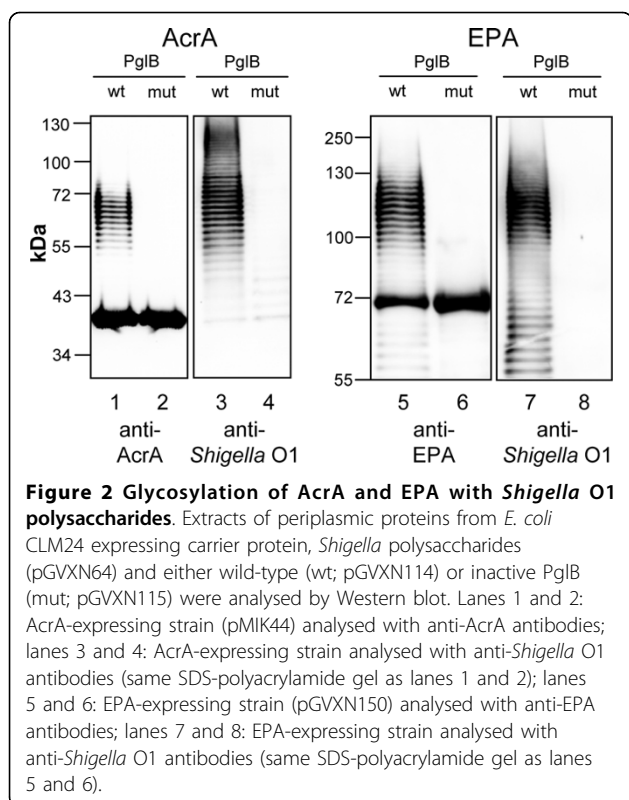 AcrA EPA
PglB PglB PglB PglB
wt mut wt mut wt mut wt mut
130
100
72
55
43
34
kDa
250
130
100
72
55
1 2 3 4 5 6 7 8
anti- anti- anti- anti-
AcrA Shigella O1 EPA Shigella O1
Figure 2 Glycosylation of AcrA and EPA with Shigella O1
polysaccharides. Extracts of periplasmic proteins from E. coli
CLM24 expressing carrier protein, Shigella polysaccharides
(pGVXN64) and either wild-type (wt; pGVXN114) or inactive PglB
(mut; pGVXN115) were analysed by Western blot. Lanes 1 and 2:
AcrA-expressing strain (pMIK44) analysed with anti-AcrA antibodies;
lanes 3 and 4: AcrA-expressing strain analysed with anti-Shigella O1
antibodies (same SDS-polyacrylamide gel as lanes 1 and 2); lanes
5 and 6: EPA-expressing strain (pGVXN150) analysed with anti-EPA
antibodies; lanes 7 and 8: EPA-expressing strain analysed with
anti-Shigella O1 antibodies (same SDS-polyacrylamide gel as lanes
5 and 6).